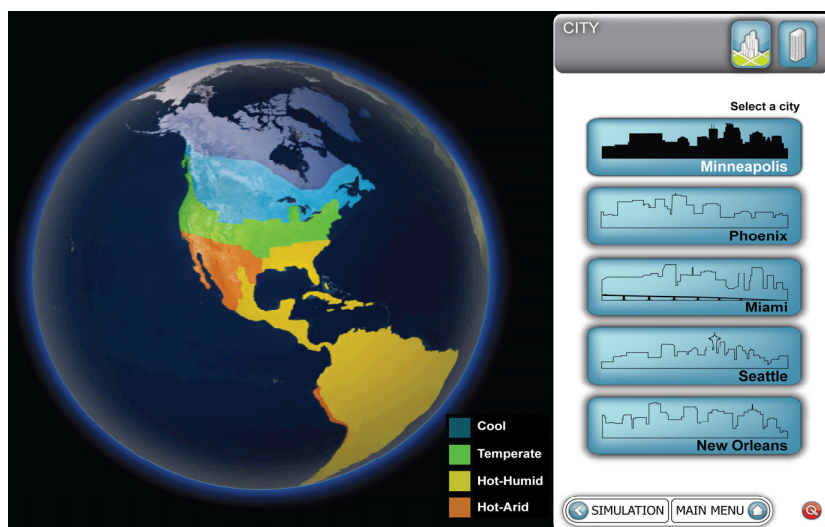 CITY
Select a city
Minneapolis
Phoenix
Miami
Seattle
New Orleans
Cool
Temperate
Hot-Humid
Hot-Arid
SIMULATION
MAIN MENU